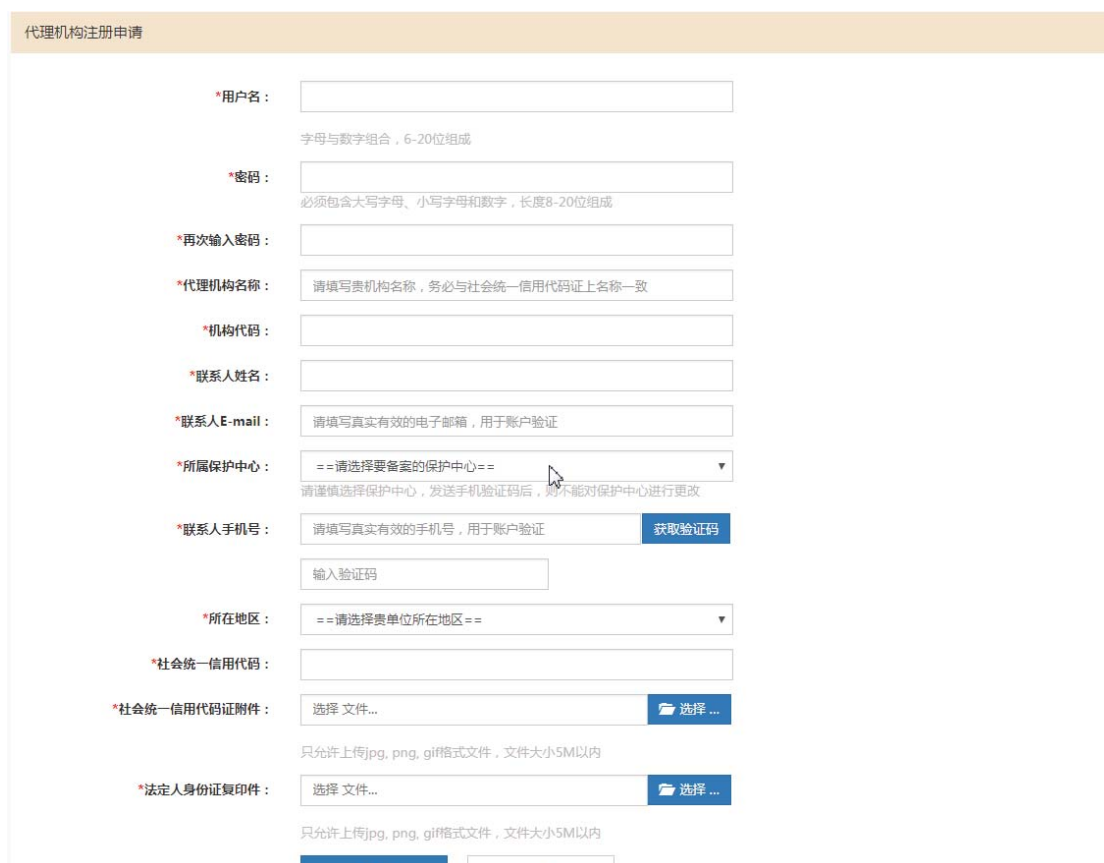 代理机构注册申请
*用户名：
字母与数字组合，6-20位组成
*密码：
必须包含大写字母、小写字母和数字，长度8-20位组成
*再次输入密码：
*代理机构名称： 请填写贵机构名称，务必与社会统一信用代码证上名称一致
*机构代码：
*联系人姓名：
*联系人E-mail： 请填写真实有效的电子邮箱，用于账户验证
*所属保护中心： ==请选择要备案的保护中心==
请谨慎选择保护中心，发送手机验证码后，则不能对保护中心进行更改
*联系人手机号： 请填写真实有效的手机号，用于账户验证 获取验证码
输入验证码
*所在地区： ==请选择贵单位所在地区==
*社会统一信用代码：
*社会统一信用代码证附件： 选择 文件... 选择 ...
只允许上传jpg, png, gif格式文件，文件大小5M以内
*法定人身份证复印件： 选择 文件... 选择 ...
只允许上传jpg, png, gif格式文件，文件大小5M以内